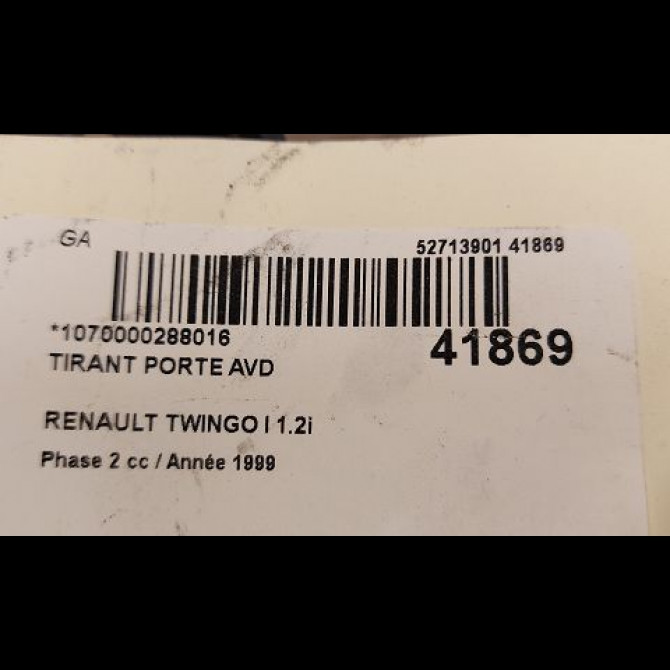 GA
52713901 41869
*1070000288016
41869
TIRANT PORTE AVD
RENAULT TWINGO I 1.2i
Phase 2 cc / Année 1999